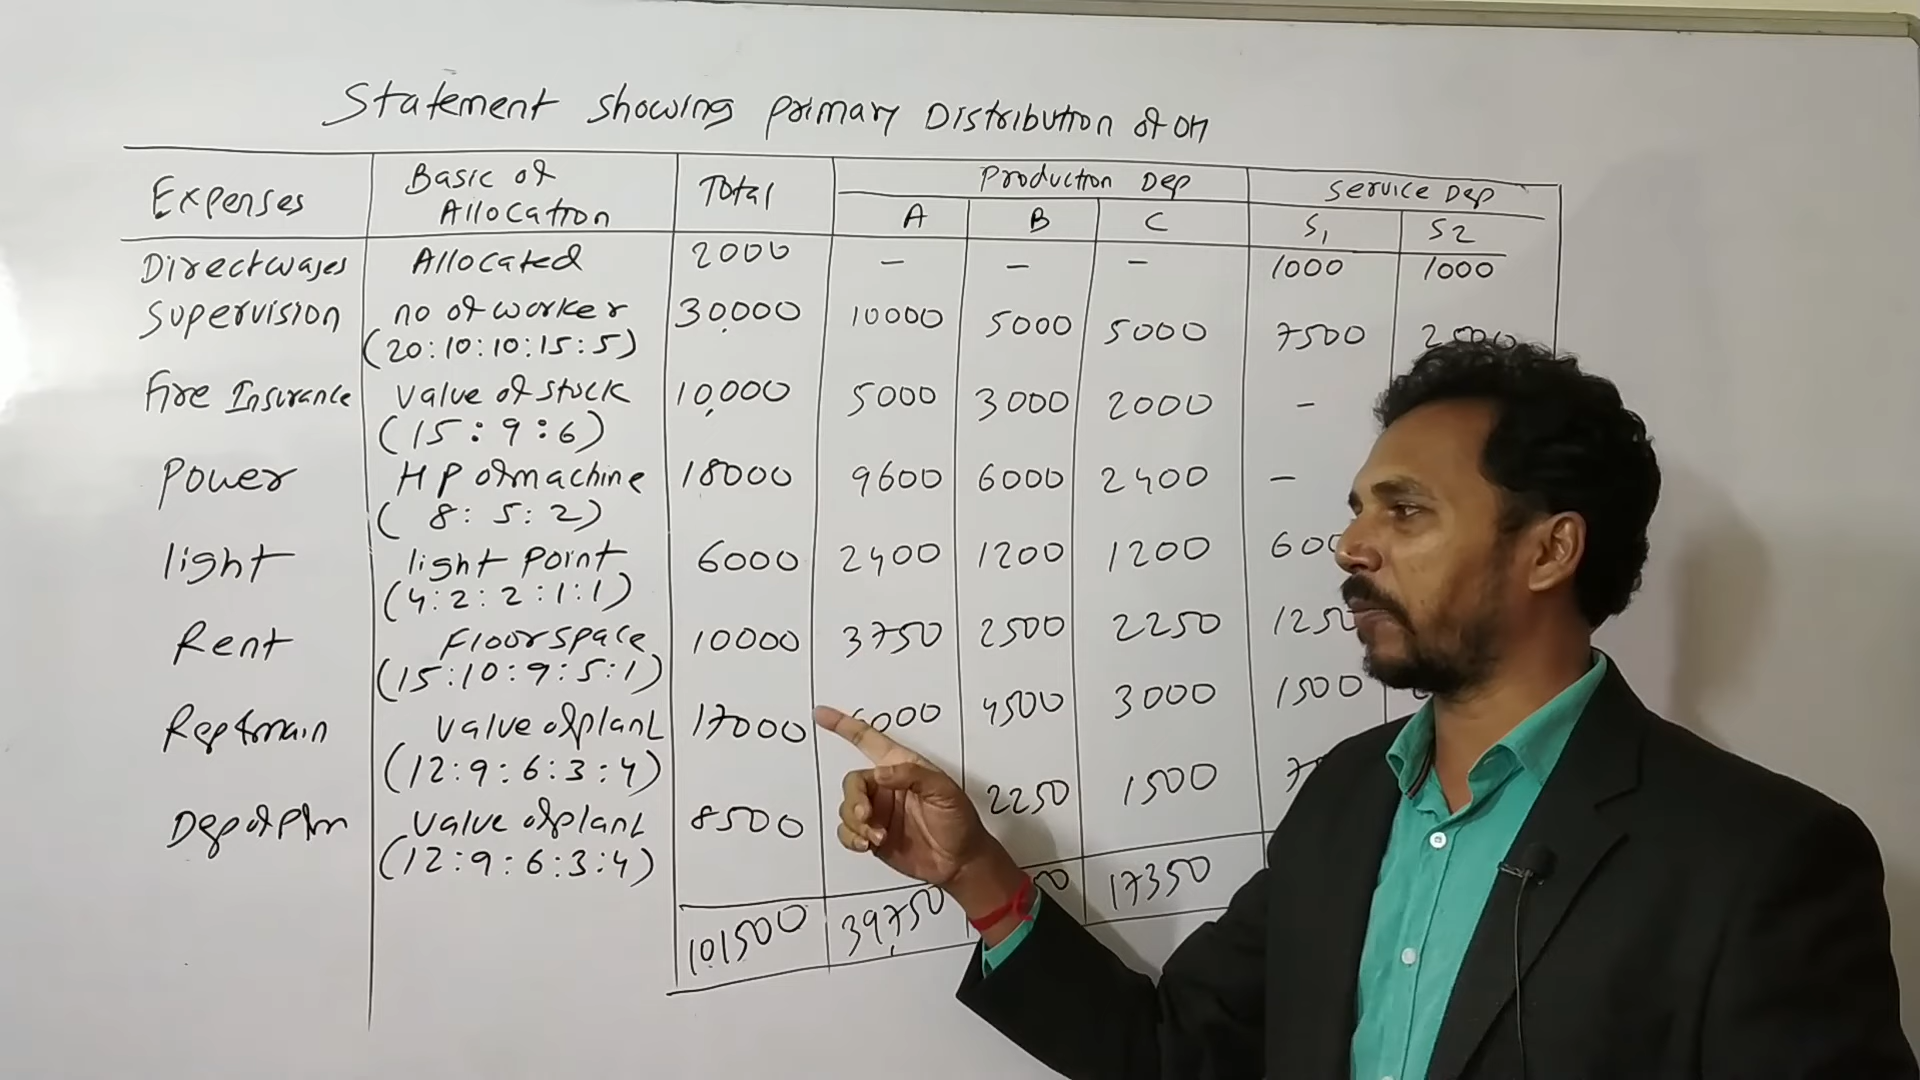 Statement showing primary Distribution of OH
Expenses Basic of Allocation Total Production Dep Service Dep
A B C S1 S2
Directwages Allocated 2000 - - - 1000 1000
Supervision no of worker 30,000 10000 5000 5000 7500
(20:10:10:15:5)
Fire Insurance value of stock 10,000 5000 3000 2000 -
(15:9:6)
Power HP of machine 18000 9600 6000 2400 -
(8:5:2)
light light point 6000 2400 1200 1200
(4:2:2:1:1)
Rent Floorspace 10000 3750 2500 2250
(15:10:9:5:1)
Rep&main value of plant 17000 4500 3000 1500
(12:9:6:3:4)
Dep of Pln value of plant 8500 2250 1500
(12:9:6:3:4)
101500 39,750 17350